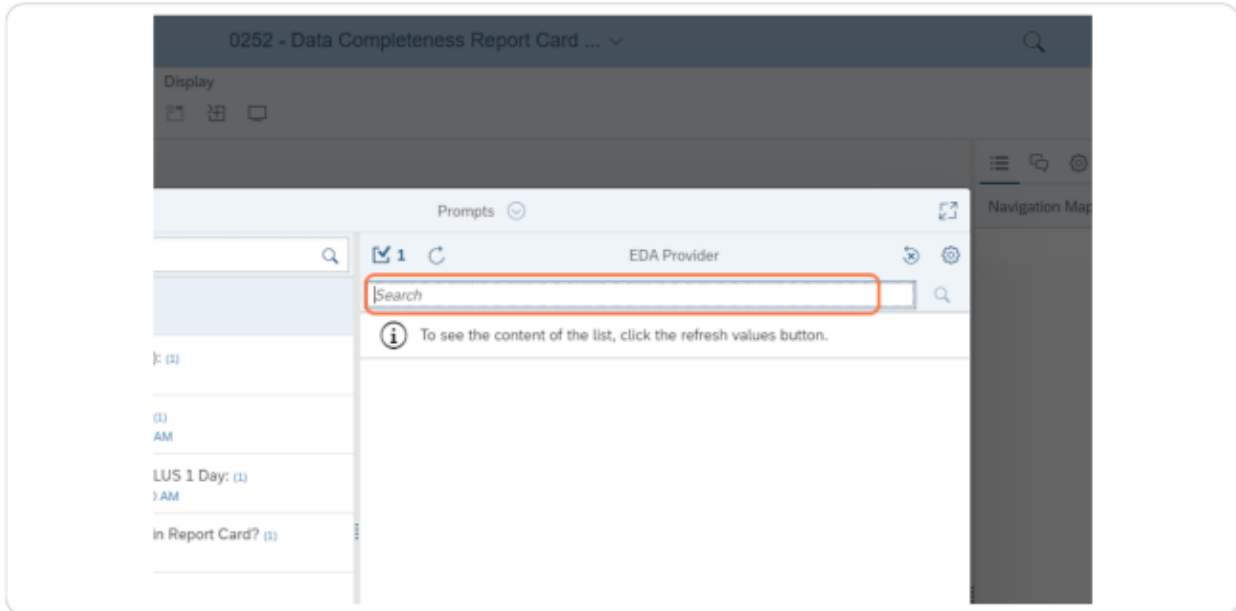 0252 - Data Completeness Report Card ...
Display
Navigation Map
Prompts
1
EDA Provider
Search
To see the content of the list, click the refresh values button.
: (1)
(1)
AM
LUS 1 Day: (1)
0 AM
in Report Card? (1)